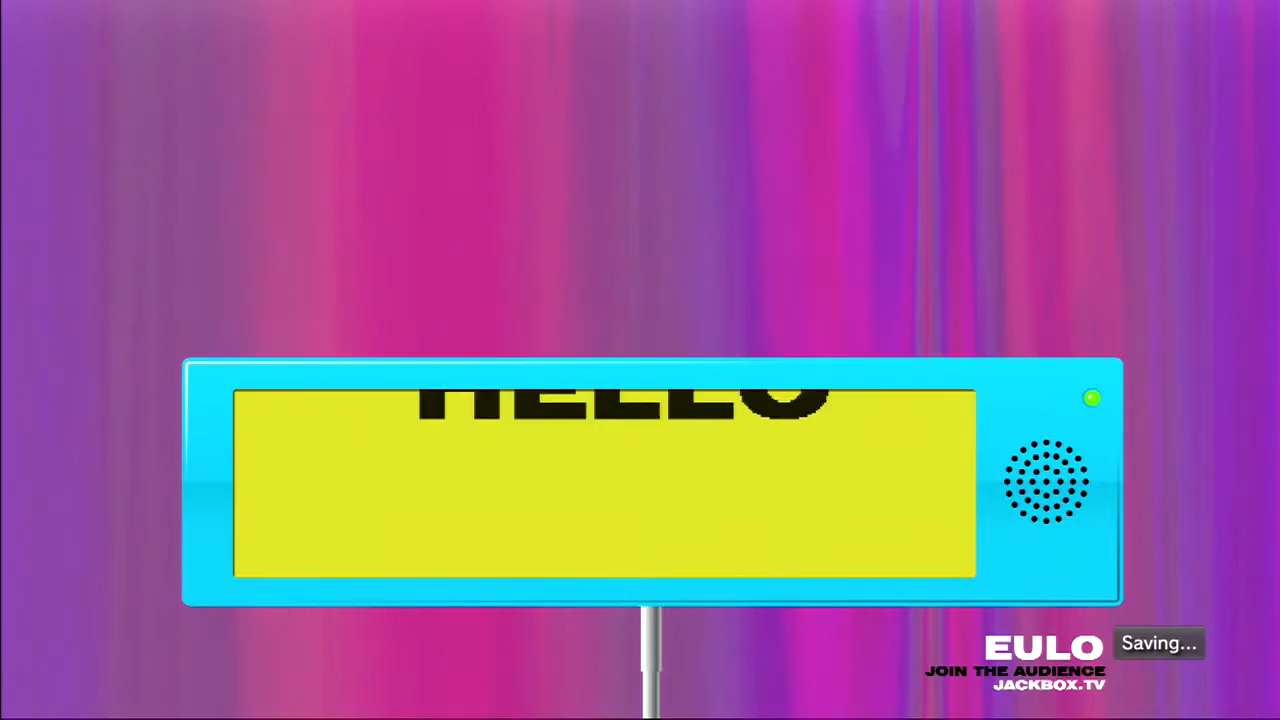 HELLO
EULO
Saving...
JOIN THE AUDIENCE
JACKBOX.TV